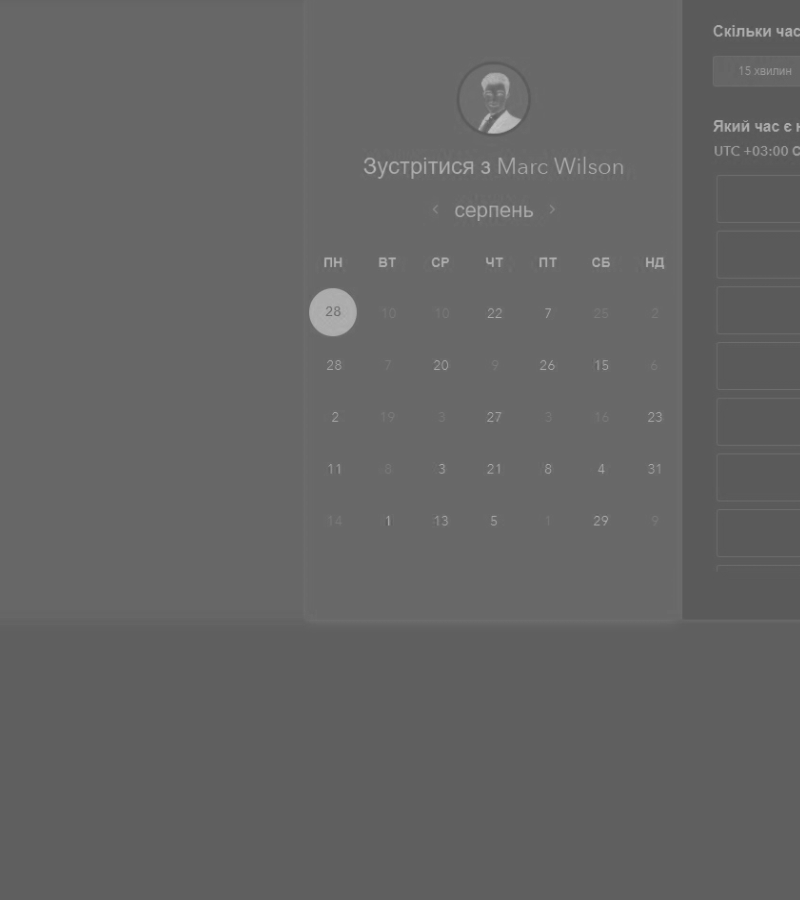 Скільки час
15 хвилин
Який час є н
UTC +03:00 С
Зустрітися з Marc Wilson
серпень
ПН ВТ СР ЧТ ПТ СБ НД
28 10 10 22 7 25 2
28 7 20 9 26 15 6
2 19 3 27 3 16 23
11 8 3 21 8 4 31
14 1 13 5 1 29 9